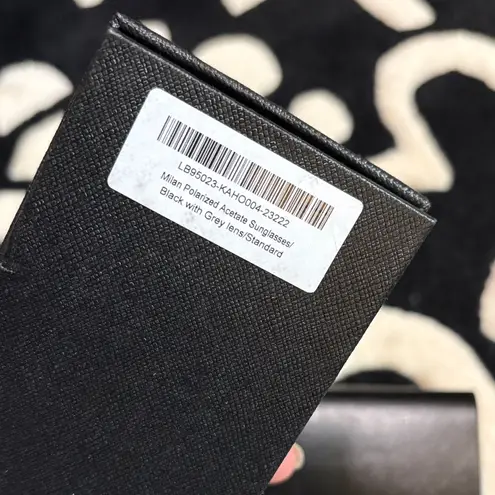 LB95023-KAHO004-23222
Milan Polarized Acetate Sunglasses/
Black with Grey lens/Standard